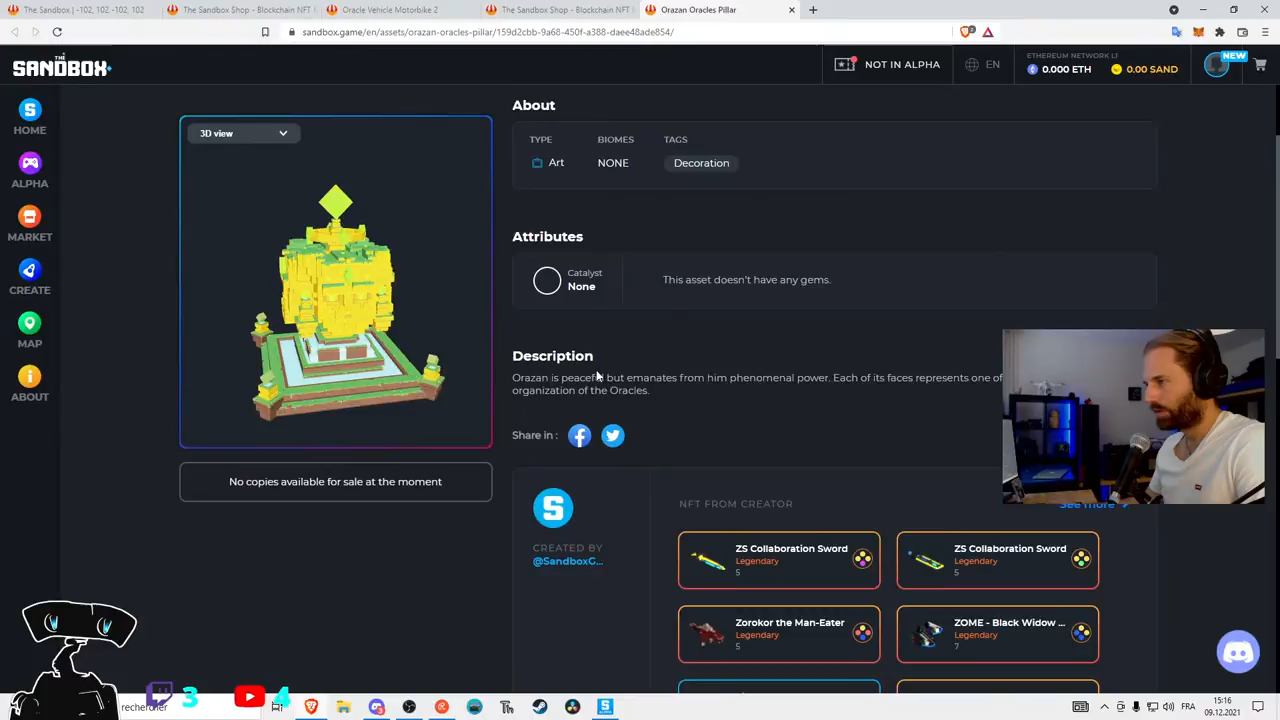 The Sandbox | -102, 102 -102, 102
The Sandbox Shop - Blockchain NFT
Oracle Vehicle Motorbike 2
The Sandbox Shop - Blockchain NFT
Orazan Oracles Pillar
sandbox.game/en/assets/orazan-oracles-pillar/159d2cbb-9a68-450f-a388-daee48ade854/
THE
SANDBOX
NOT IN ALPHA
EN
ETHEREUM NETWORK L1
0.000 ETH
0.00 SAND
NEW
HOME
ALPHA
MARKET
CREATE
MAP
ABOUT
3D view
No copies available for sale at the moment
About
TYPE
BIOMES
TAGS
Art
NONE
Decoration
Attributes
Catalyst
None
This asset doesn't have any gems.
Description
Orazan is peaceful but emanates from him phenomenal power. Each of its faces represents one of
organization of the Oracles.
Share in :
CREATED BY
@SandboxG...
NFT FROM CREATOR
See more
ZS Collaboration Sword
Legendary
5
ZS Collaboration Sword
Legendary
5
Zorokor the Man-Eater
Legendary
5
ZOME - Black Widow ...
Legendary
7
3
4
rechercher
FRA
15:16
09.12.2021